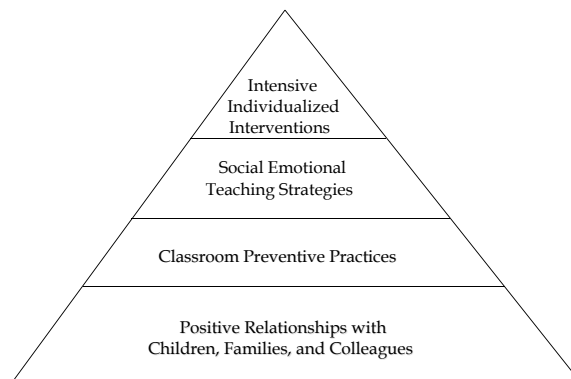 Intensive
Individualized
Interventions
Social Emotional
Teaching Strategies
Classroom Preventive Practices
Positive Relationships with
Children, Families, and Colleagues